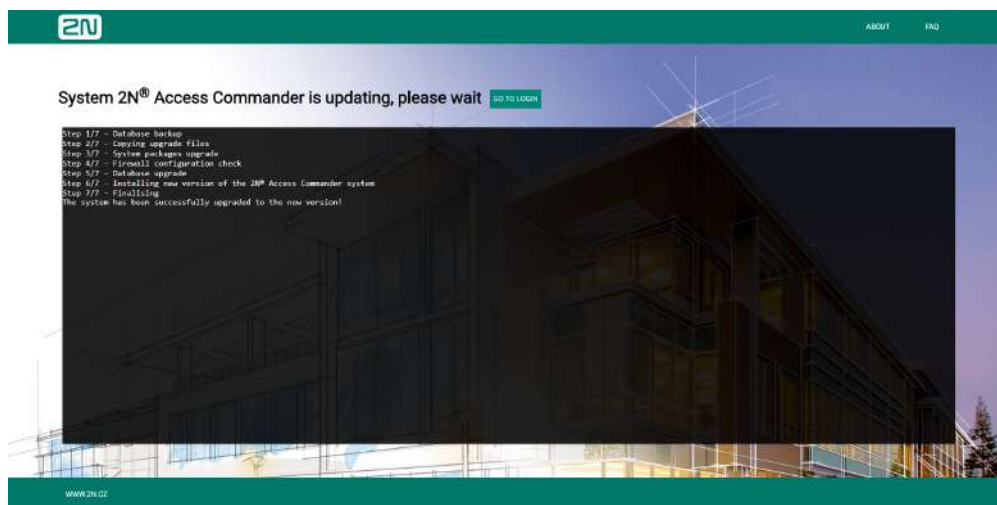 2N
ABOUT FAQ
System 2N® Access Commander is updating, please wait GO TO LOGIN
Step 1/7 - Database backup
Step 2/7 - Copying upgrade files
Step 3/7 - System packages upgrade
Step 4/7 - Firewall configuration check
Step 5/7 - Database upgrade
Step 6/7 - Installing new version of the 2N® Access Commander system
Step 7/7 - Finalising
The system has been successfully upgraded to the new version!
WWW.2N.CZ